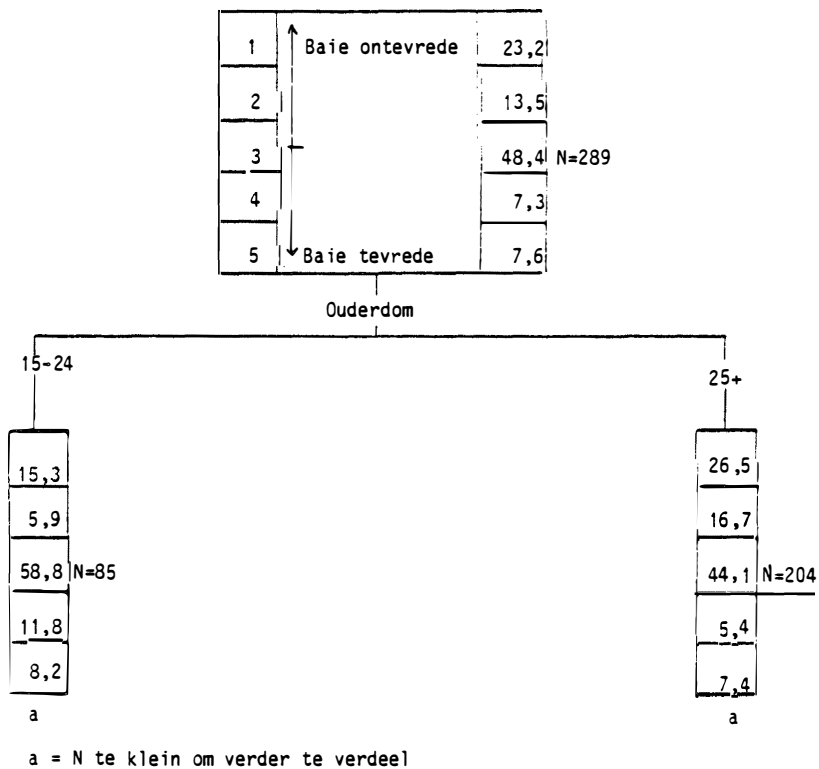 1 Baie ontevrede 23,2
2 13,5
3 48,4 N=289
4 7,3
5 Baie tevrede 7,6
Ouderdom
15-24
25+
15,3
5,9
58,8 N=85
11,8
8,2
a
26,5
16,7
44,1 N=204
5,4
7,4
a
a = N te klein om verder te verdeel